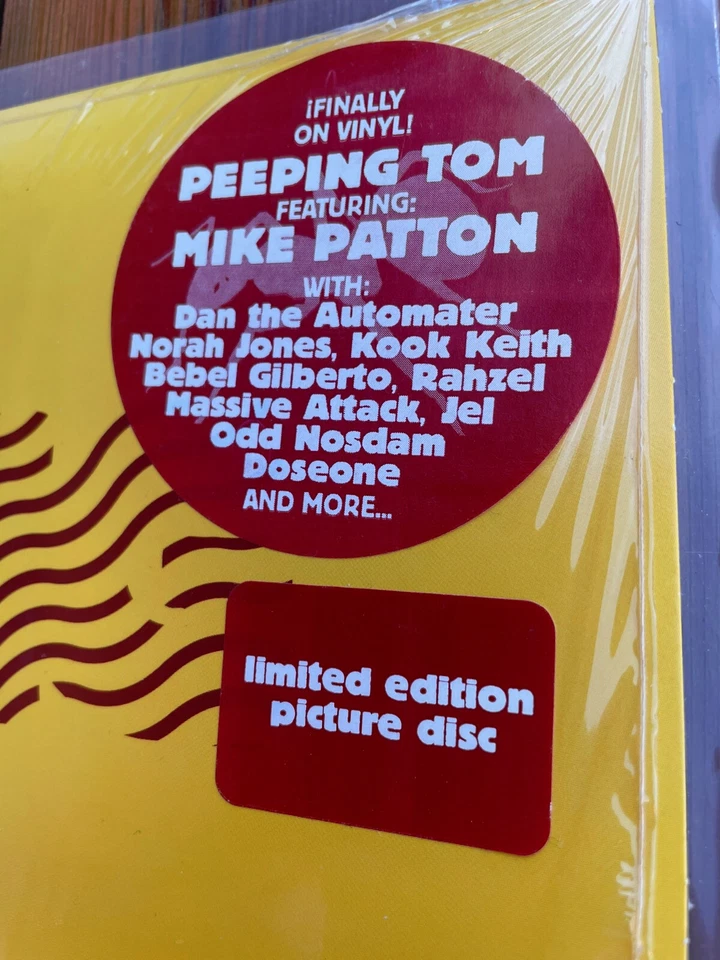 ¡FINALLY
ON VINYL!
PEEPING TOM
FEATURING:
MIKE PATTON
WITH:
Dan the Automater
Norah Jones, Kook Keith
Bebel Gilberto, Rahzel
Massive Attack, Jel
Odd Nosdam
Doseone
AND MORE...
limited edition
picture disc